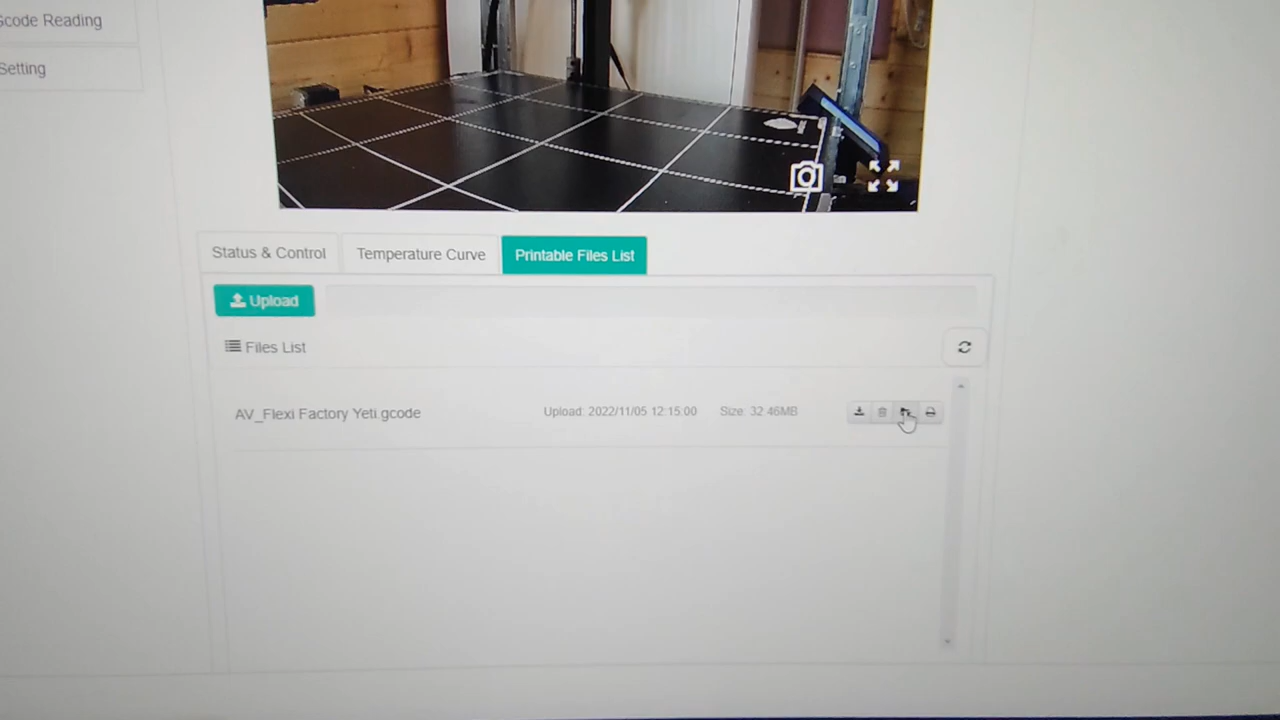 Gcode Reading
Setting
Status & Control
Temperature Curve
Printable Files List
Upload
Files List
AV_Flexi Factory Yeti.gcode
Upload: 2022/11/05 12:15:00
Size: 32.46MB